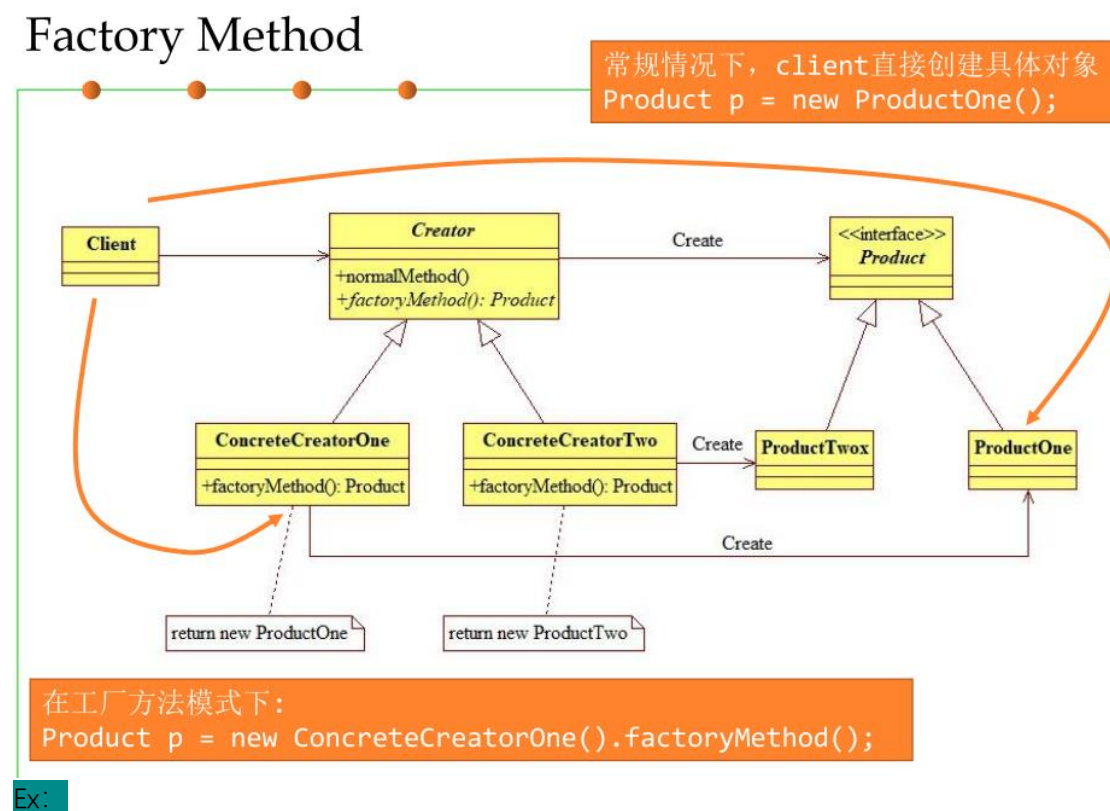 Factory Method
常规情况下，client直接创建具体对象
Product p = new ProductOne();
Client
Creator
+normalMethod()
+factoryMethod(): Product
Create
<<interface>>
Product
ConcreteCreatorOne
+factoryMethod(): Product
ConcreteCreatorTwo
+factoryMethod(): Product
Create
ProductTwox
ProductOne
Create
return new ProductOne
return new ProductTwo
在工厂方法模式下:
Product p = new ConcreteCreatorOne().factoryMethod();
Ex: